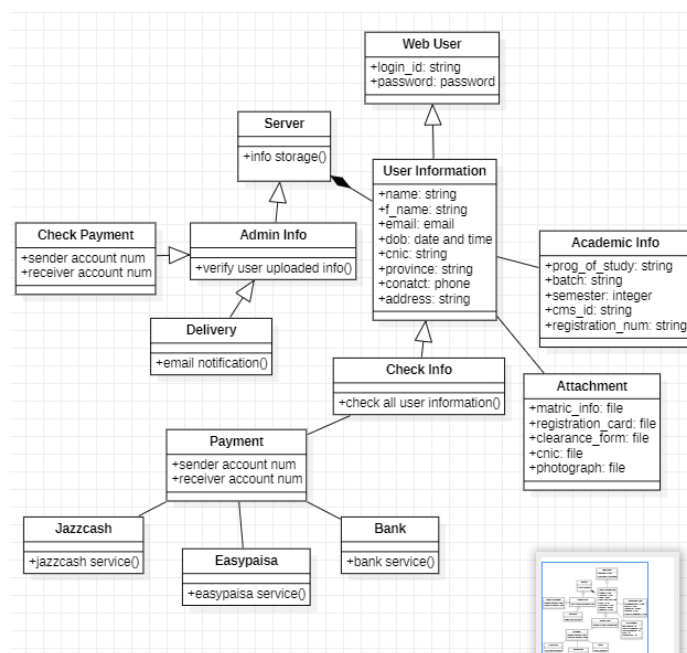 Web User
+login_id: string
+password: password
Server
+info storage()
User Information
+name: string
+f_name: string
+email: email
+dob: date and time
+cnic: string
+province: string
+conatct: phone
+address: string
Check Payment
+sender account num
+receiver account num
Admin Info
+verify user uploaded info()
Academic Info
+prog_of_study: string
+batch: string
+semester: integer
+cms_id: string
+registration_num: string
Delivery
+email notification()
Check Info
+check all user information()
Attachment
+matric_info: file
+registration_card: file
+clearance_form: file
+cnic: file
+photograph: file
Payment
+sender account num
+receiver account num
Jazzcash
+jazzcash service()
Easypaisa
+easypaisa service()
Bank
+bank service()